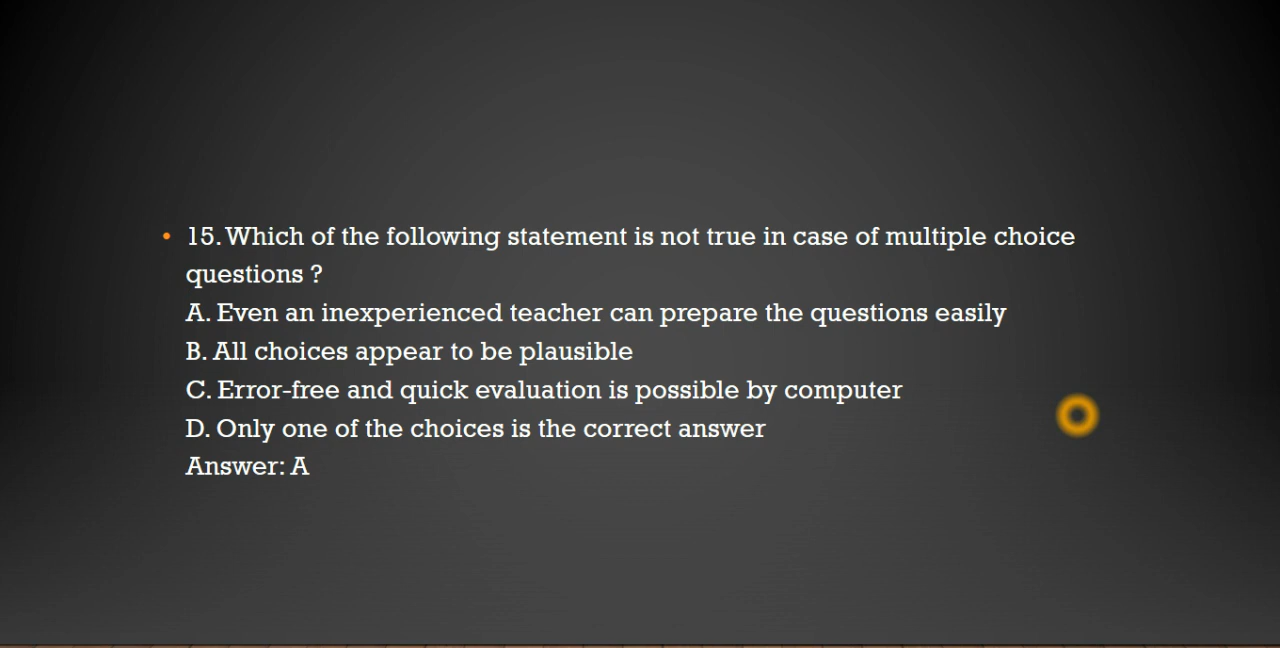 • 15. Which of the following statement is not true in case of multiple choice
questions ?
A. Even an inexperienced teacher can prepare the questions easily
B. All choices appear to be plausible
C. Error-free and quick evaluation is possible by computer
D. Only one of the choices is the correct answer
Answer: A